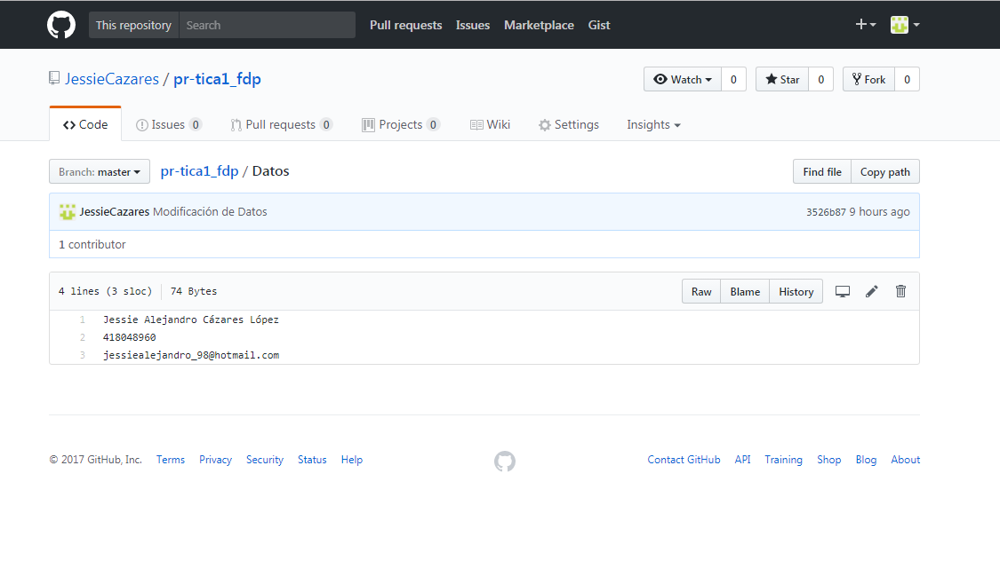 This repository Search Pull requests Issues Marketplace Gist
JessieCazares / pr-tica1_fdp Watch 0 Star 0 Fork 0
Code Issues 0 Pull requests 0 Projects 0 Wiki Settings Insights
Branch: master pr-tica1_fdp / Datos Find file Copy path
JessieCazares Modificación de Datos 3526b87 9 hours ago
1 contributor
4 lines (3 sloc) 74 Bytes Raw Blame History
1 Jessie Alejandro Cázares López
2 418048960
3 jessiealejandro_98@hotmail.com
© 2017 GitHub, Inc. Terms Privacy Security Status Help Contact GitHub API Training Shop Blog About